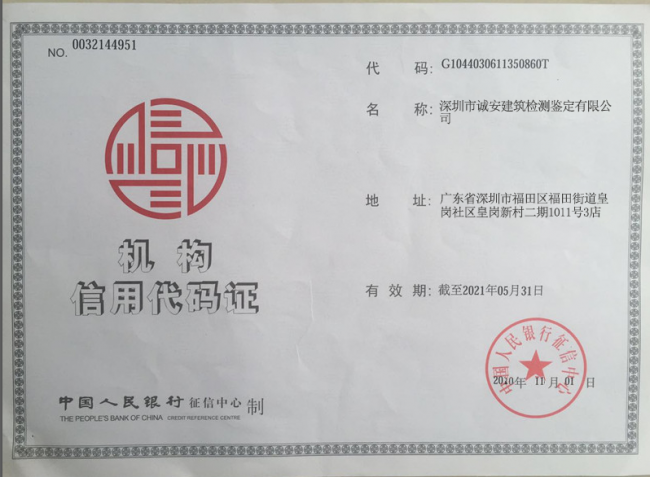 NO. 0032144951
机构
信用代码证
中国人民银行征信中心 制
THE PEOPLE'S BANK OF CHINA CREDIT REFERENCE CENTRE
代 码: G1044030611350860T
名 称: 深圳市诚安建筑检测鉴定有限公
司
地 址: 广东省深圳市福田区福田街道皇
岗社区皇岗新村二期1011号3店
有 效 期: 截至2021年05月31日
中国人民银行征信中心
2010年 11月 01日